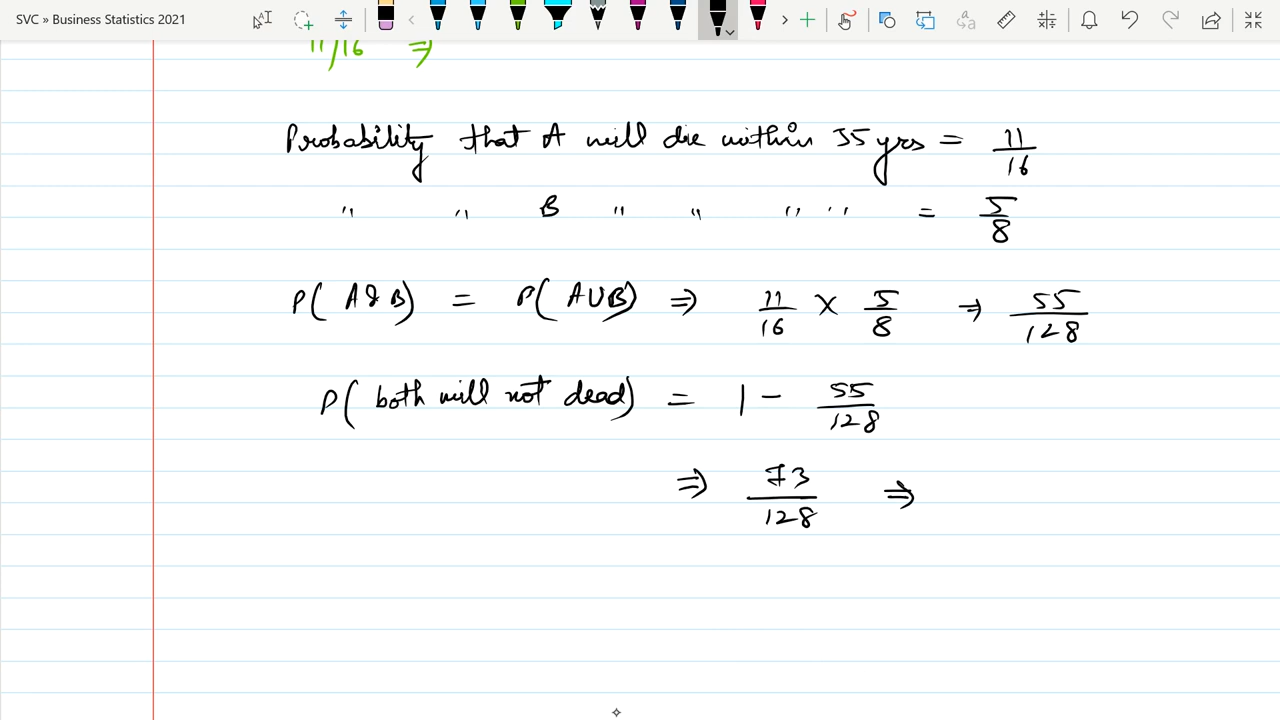 SVC » Business Statistics 2021
11/16 ⇒
Probability that A will die within 35 yrs = 11/16
" " B " " " " = 5/8
P( A & B) = P( A U B) ⇒ 11/16 × 5/8 ⇒ 55/128
P( both will not dead) = 1 - 55/128
⇒ 73/128 ⇒